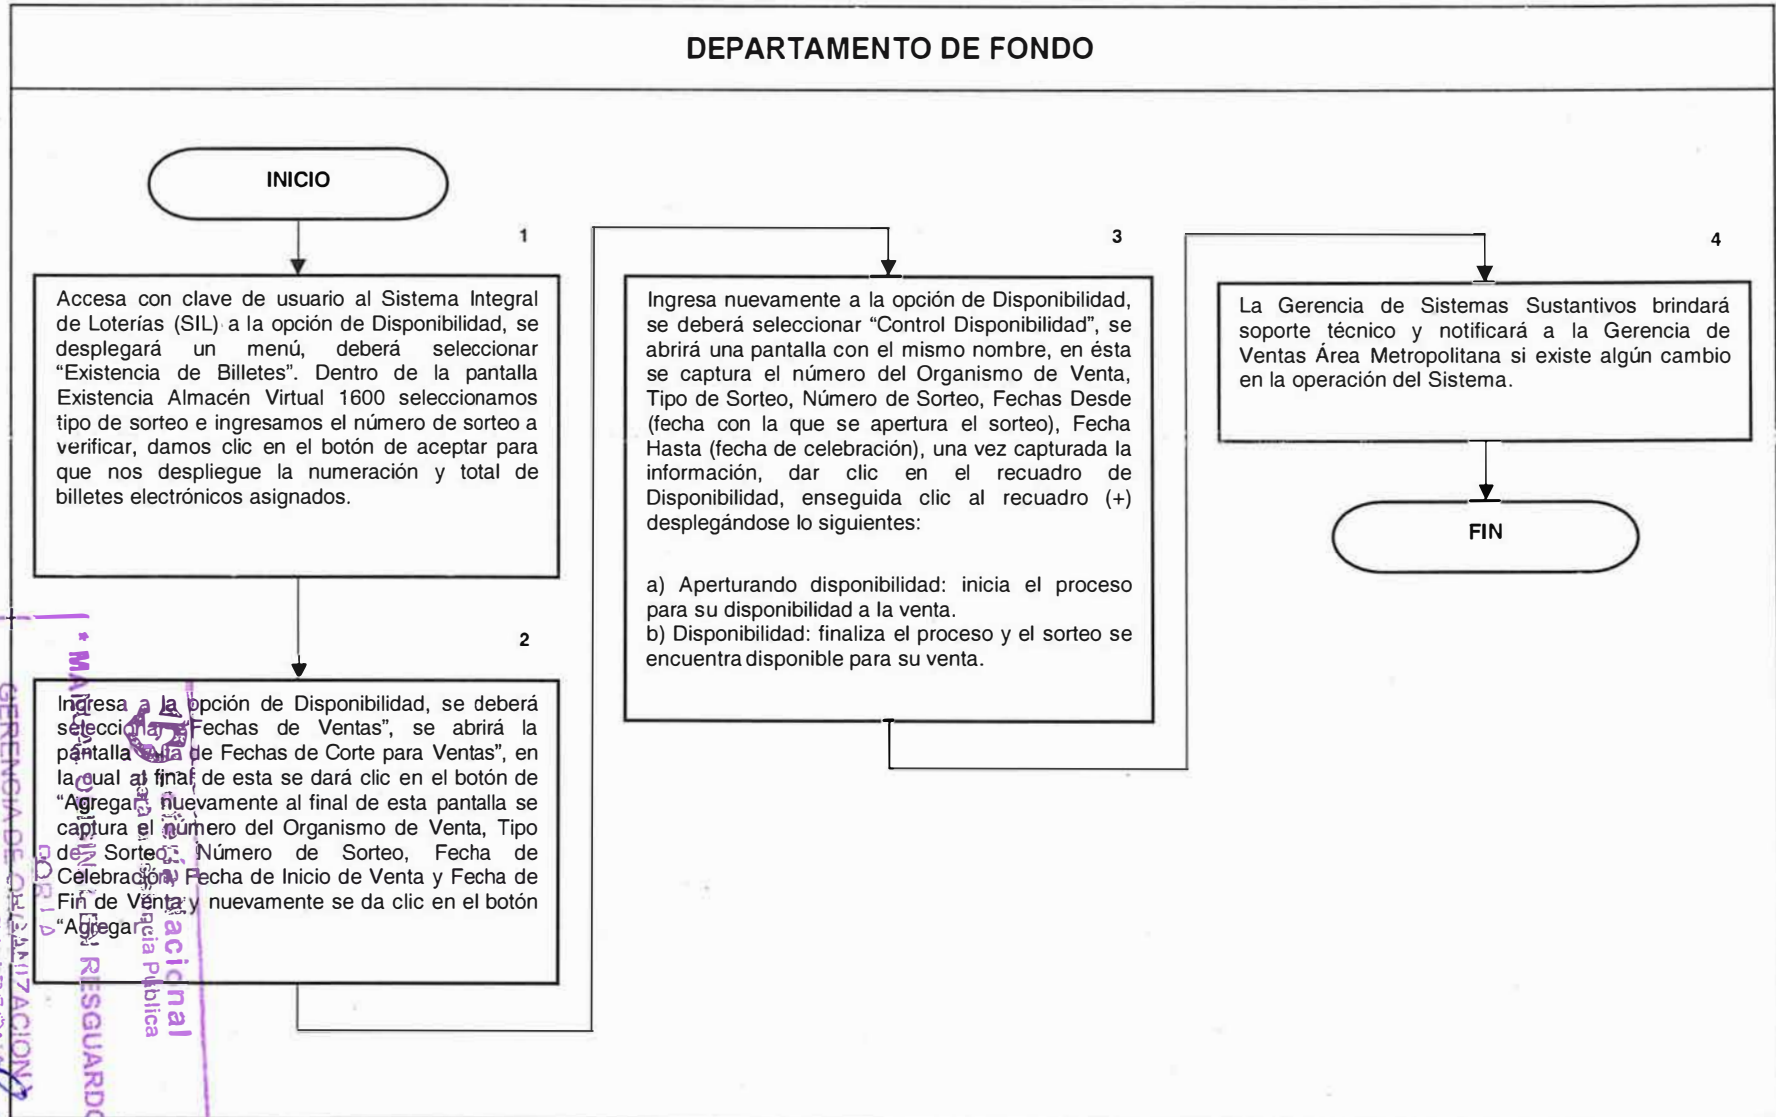 DEPARTAMENTO DE FONDO
INICIO
1
Accesa con clave de usuario al Sistema Integral
de Loterías (SIL) a la opción de Disponibilidad, se
desplegará un menú, deberá seleccionar
“Existencia de Billetes”. Dentro de la pantalla
Existencia Almacén Virtual 1600 seleccionamos
tipo de sorteo e ingresamos el número de sorteo a
verificar, damos clic en el botón de aceptar para
que nos despliegue la numeración y total de
billetes electrónicos asignados.
2
Ingresa a la opción de Disponibilidad, se deberá
seleccionar “Fechas de Ventas”, se abrirá la
pantalla de Fechas de Corte para Ventas”, en
la cual al final de esta se dará clic en el botón de
“Agregar nuevamente al final de esta pantalla se
captura el número del Organismo de Venta, Tipo
de Sorteo, Número de Sorteo, Fecha de
Celebración, Fecha de Inicio de Venta y Fecha de
Fin de Venta y nuevamente se da clic en el botón
“Agregar
3
Ingresa nuevamente a la opción de Disponibilidad,
se deberá seleccionar “Control Disponibilidad”, se
abrirá una pantalla con el mismo nombre, en ésta
se captura el número del Organismo de Venta,
Tipo de Sorteo, Número de Sorteo, Fechas Desde
(fecha con la que se apertura el sorteo), Fecha
Hasta (fecha de celebración), una vez capturada la
información, dar clic en el recuadro de
Disponibilidad, enseguida clic al recuadro (+)
desplegándose lo siguientes:
a) Aperturando disponibilidad: inicia el proceso
para su disponibilidad a la venta.
b) Disponibilidad: finaliza el proceso y el sorteo se
encuentra disponible para su venta.
4
La Gerencia de Sistemas Sustantivos brindará
soporte técnico y notificará a la Gerencia de
Ventas Área Metropolitana si existe algún cambio
en la operación del Sistema.
FIN
nacional
Pública
RESGUARDO
GERENCIA DE